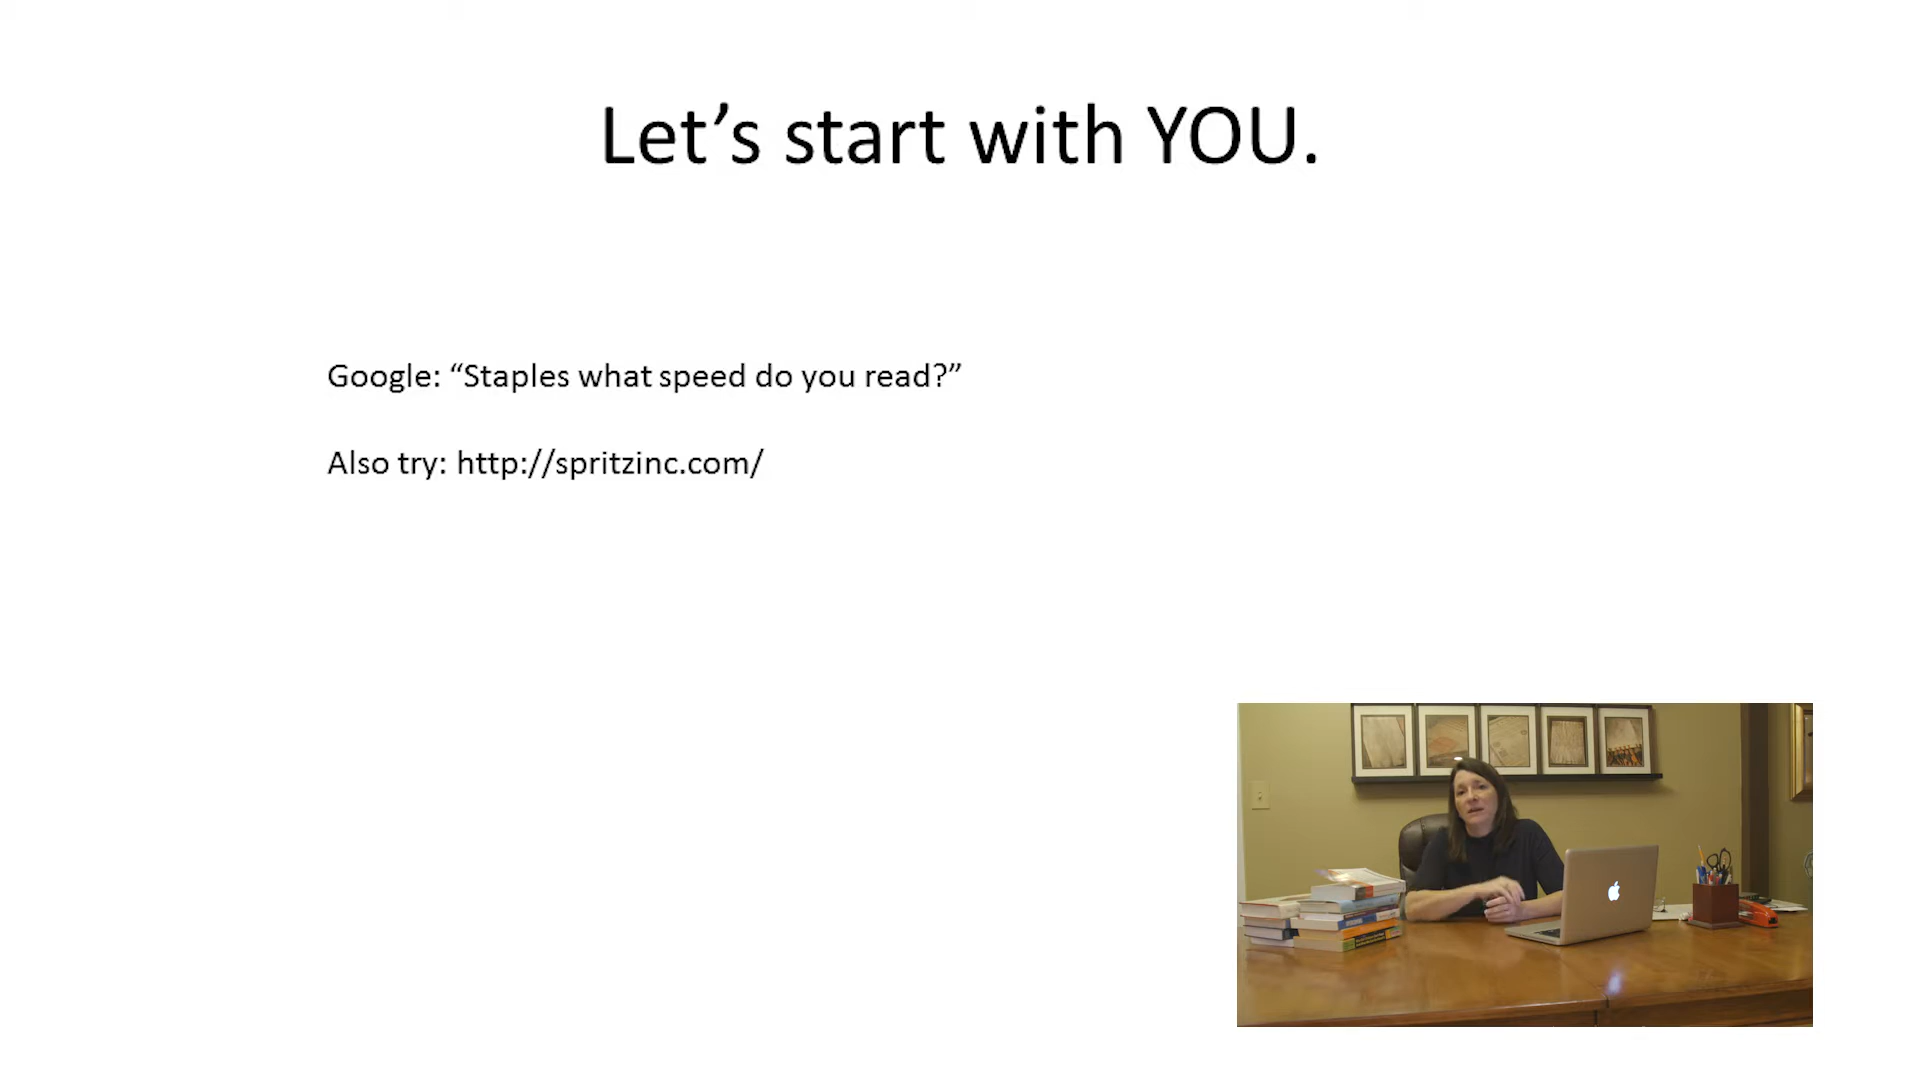 Let’s start with YOU.
Google: “Staples what speed do you read?”
Also try: http://spritzinc.com/